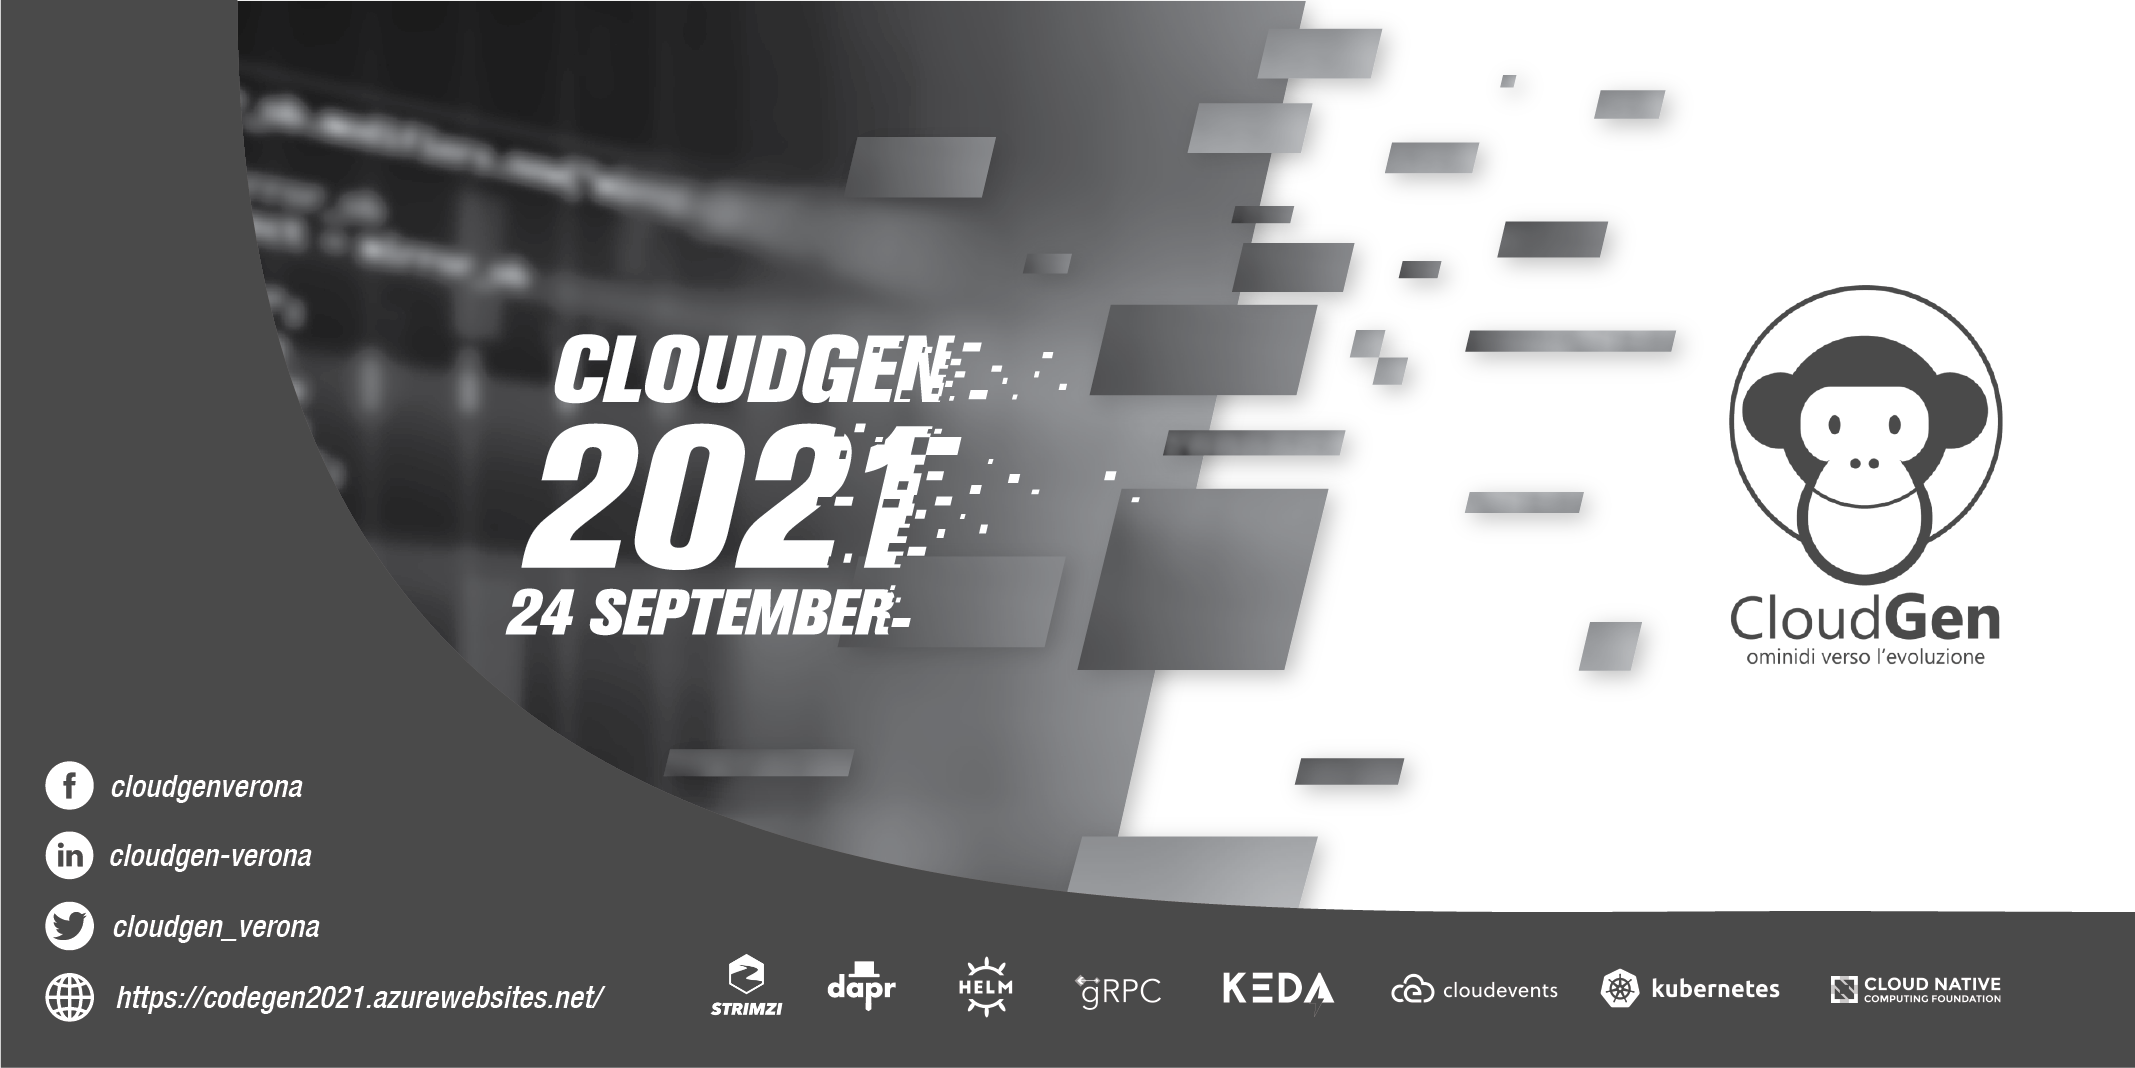 CLOUDGEN
2021
24 SEPTEMBER
CloudGen
ominidi verso l'evoluzione
cloudgenverona
in cloudgen-verona
cloudgen_verona
https://codegen2021.azurewebsites.net/
STRIMZI
dapr
HELM
gRPC
KEDA
cloudevents
kubernetes
CLOUD NATIVE
COMPUTING FOUNDATION